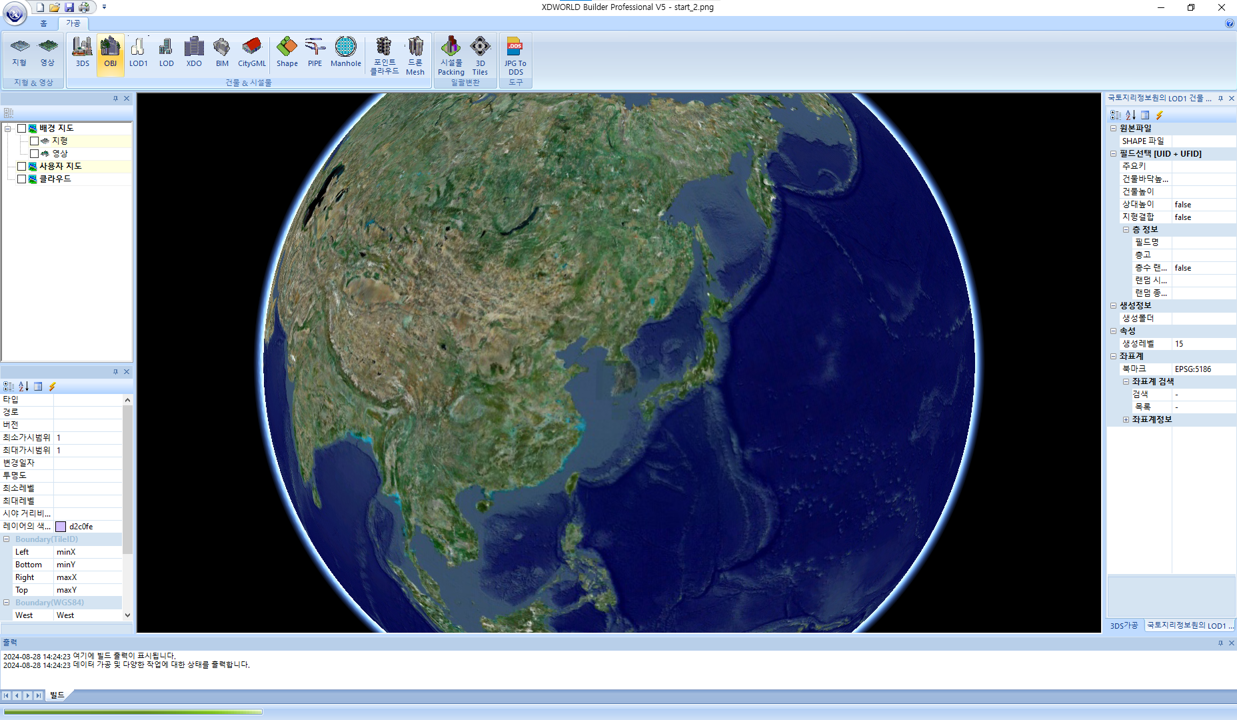 XDWORLD Builder Professional V5 - start_2.png
홈 가공
지형 영상 3DS OBJ LOD1 LOD XDO BIM CityGML Shape PIPE Manhole 포인트 클라우드 드론 Mesh 시설물 Packing 3D Tiles JPG To DDS
지형 & 영상 건물 & 시설물 일괄변환 도구
배경 지도
지형
영상
사용자 지도
클라우드
타입
경로
버전
최소가시범위 1
최대가시범위 1
변경일자
투명도
최소레벨
최대레벨
시야 거리비...
레이어의 색... d2c0fe
Boundary(TileID)
Left minX
Bottom minY
Right maxX
Top maxY
Boundary(WGS84)
West West
국토지리정보원의 LOD1 건물 ...
원본파일
SHAPE 파일
필드선택 [UID + UFID]
주요키
건물바닥높...
건물높이
상대높이 false
지형결합 false
층 정보
필드명
층고
층수 랜... false
랜덤 시...
랜덤 종...
생성정보
생성폴더
속성
생성레벨 15
좌표계
북마크 EPSG:5186
좌표계 검색
검색 -
목록 -
좌표계정보
3DS가공 국토지리정보원의 LOD1 ...
출력
2024-08-28 14:24:23 여기에 빌드 출력이 표시됩니다.
2024-08-28 14:24:23 데이터 가공 및 다양한 작업에 대한 상태를 출력합니다.
빌드